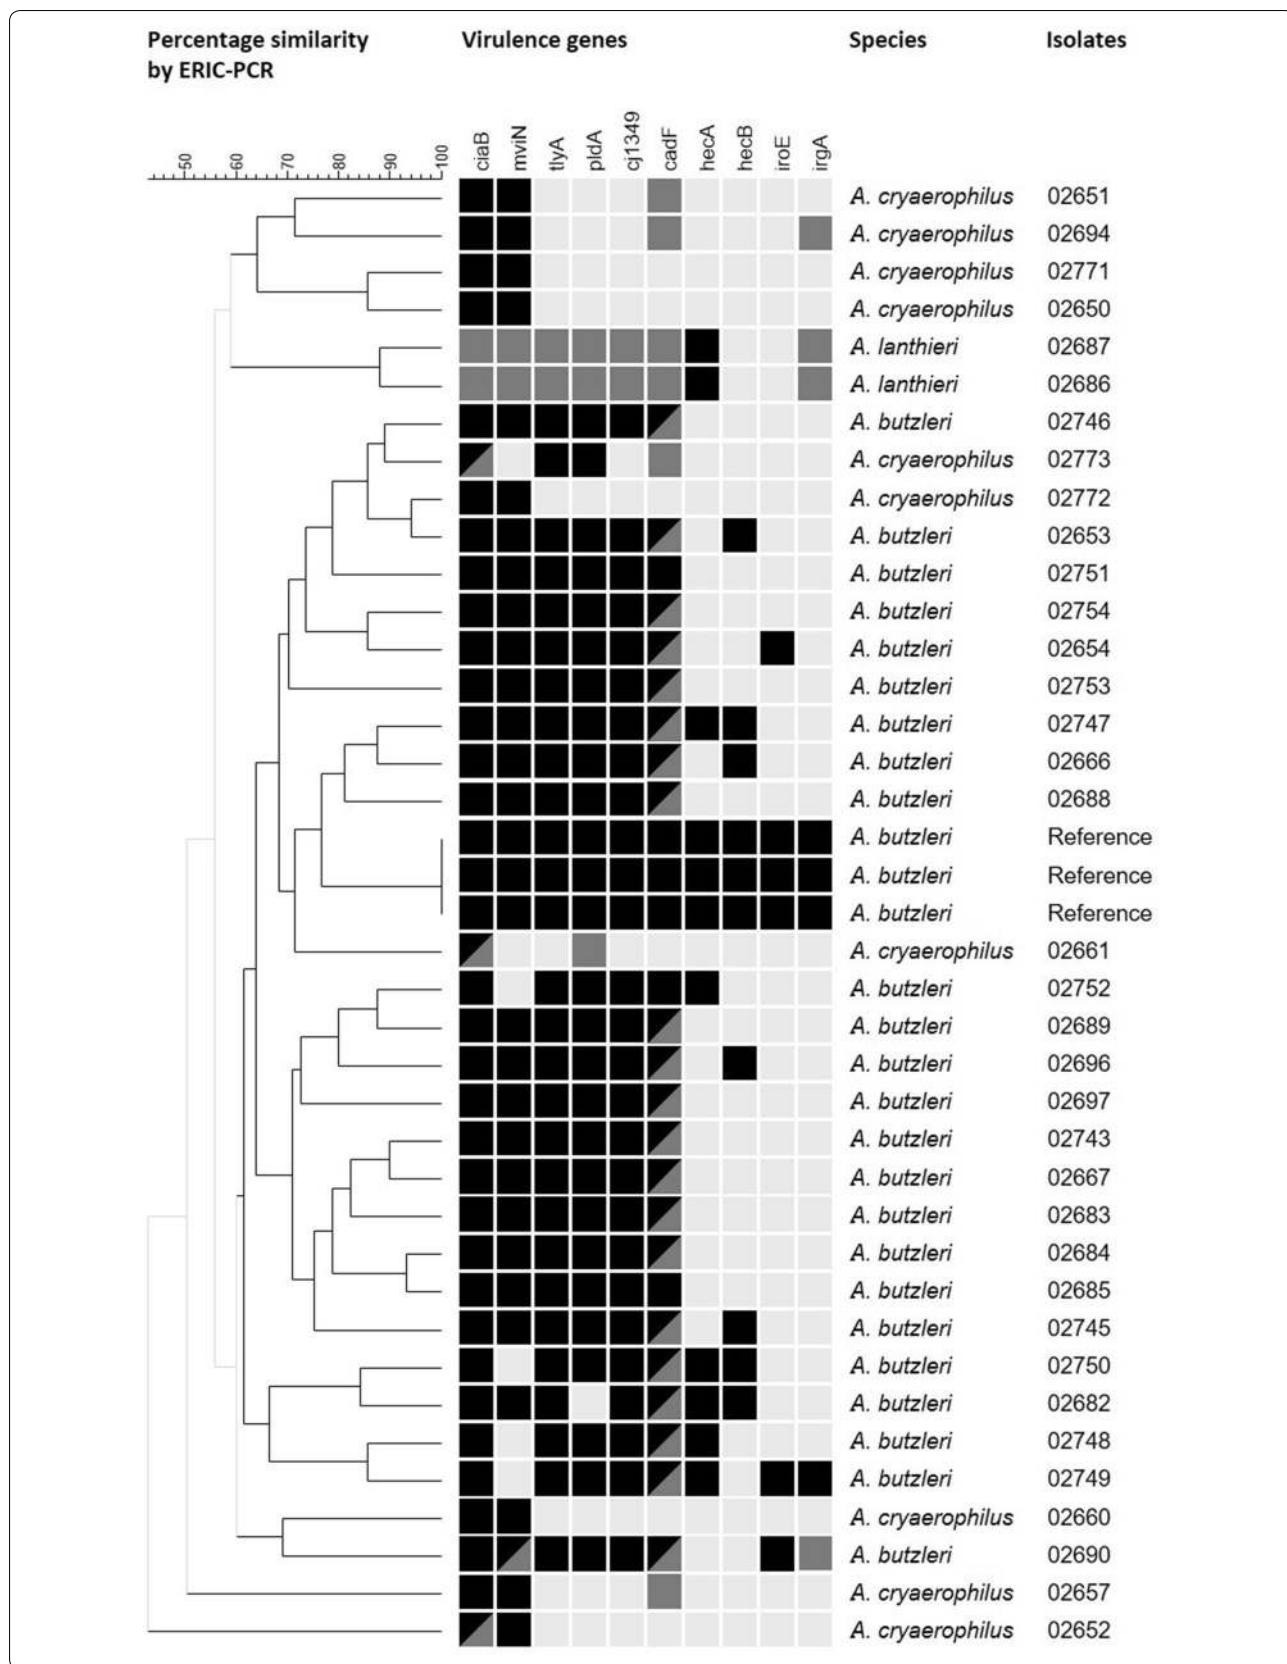 Percentage similarity
by ERIC-PCR
Virulence genes
Species
Isolates
50 60 70 80 90 100
ciaB mviN tlyA pldA cj1349 cadF hecA hecB iroE irgA
A. cryaerophilus 02651
A. cryaerophilus 02694
A. cryaerophilus 02771
A. cryaerophilus 02650
A. lanthieri 02687
A. lanthieri 02686
A. butzleri 02746
A. cryaerophilus 02773
A. cryaerophilus 02772
A. butzleri 02653
A. butzleri 02751
A. butzleri 02754
A. butzleri 02654
A. butzleri 02753
A. butzleri 02747
A. butzleri 02666
A. butzleri 02688
A. butzleri Reference
A. butzleri Reference
A. butzleri Reference
A. cryaerophilus 02661
A. butzleri 02752
A. butzleri 02689
A. butzleri 02696
A. butzleri 02697
A. butzleri 02743
A. butzleri 02667
A. butzleri 02683
A. butzleri 02684
A. butzleri 02685
A. butzleri 02745
A. butzleri 02750
A. butzleri 02682
A. butzleri 02748
A. butzleri 02749
A. cryaerophilus 02660
A. butzleri 02690
A. cryaerophilus 02657
A. cryaerophilus 02652